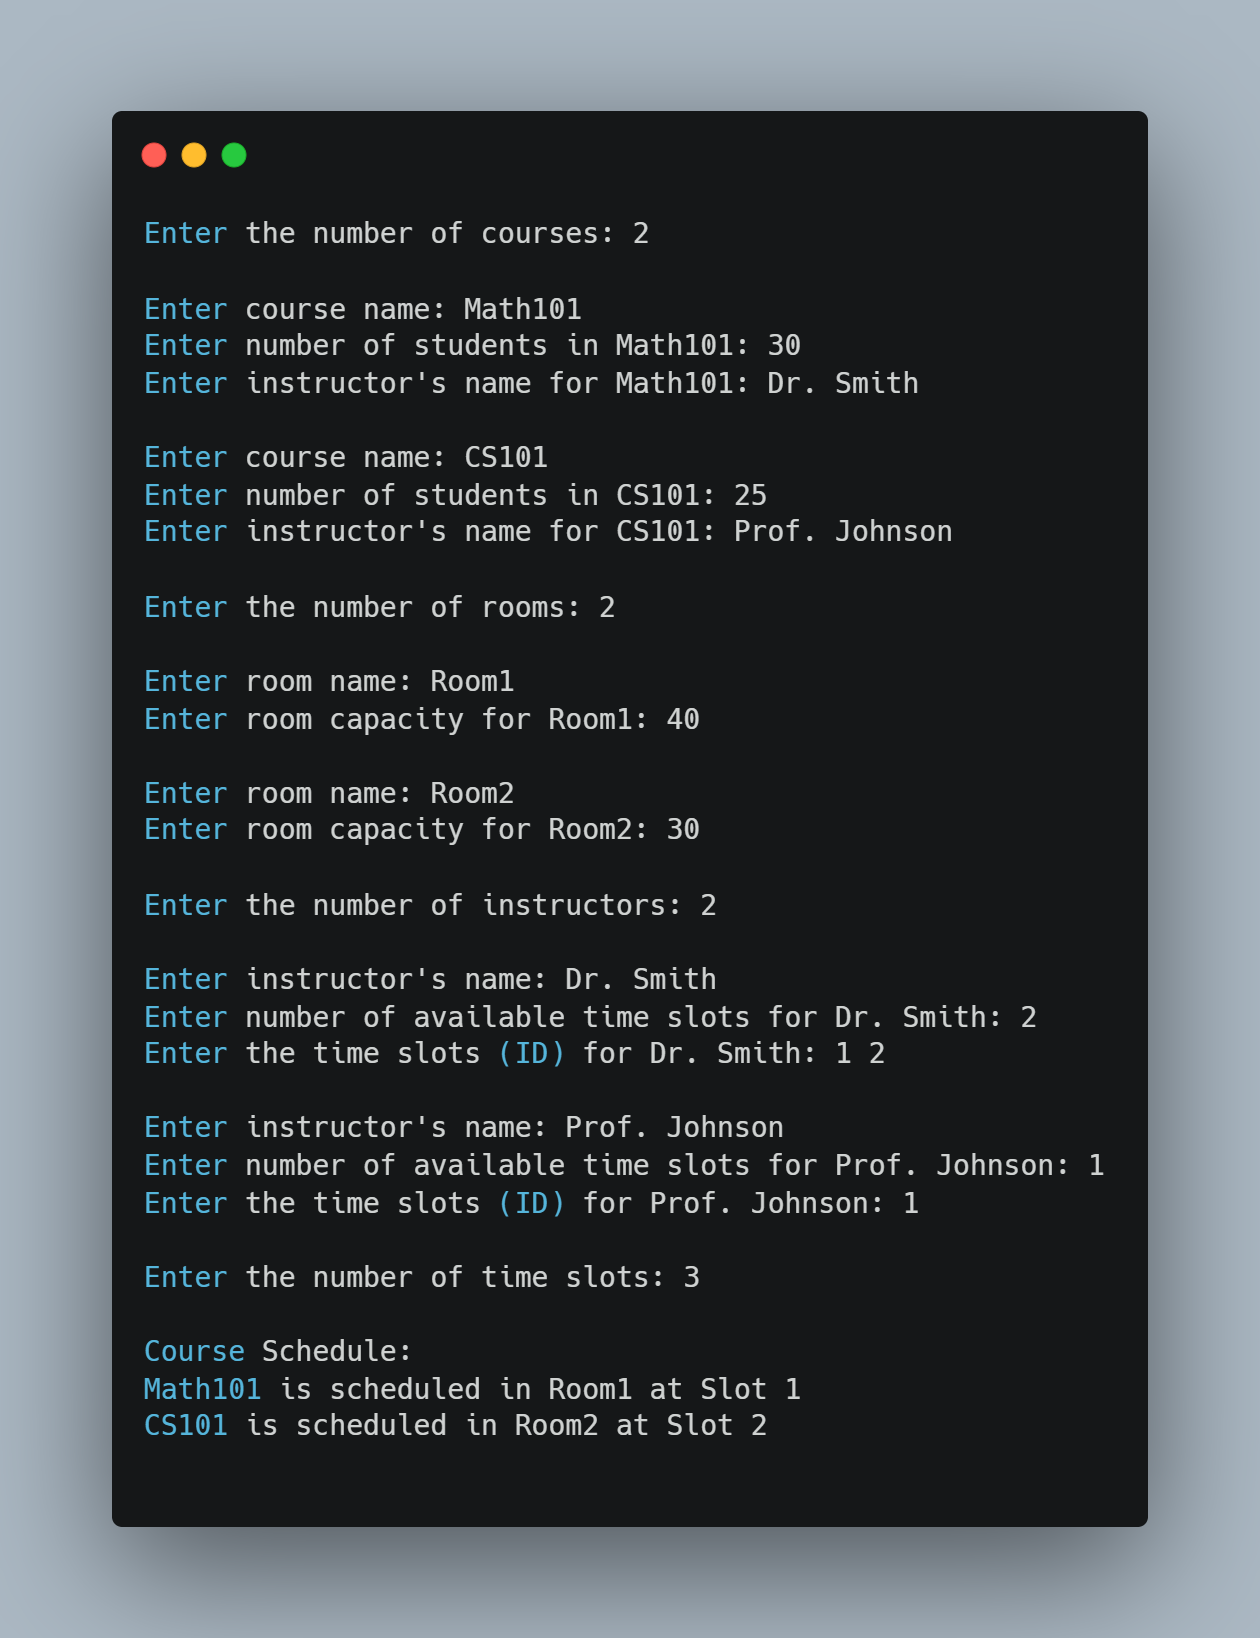 Enter the number of courses: 2
Enter course name: Math101
Enter number of students in Math101: 30
Enter instructor's name for Math101: Dr. Smith
Enter course name: CS101
Enter number of students in CS101: 25
Enter instructor's name for CS101: Prof. Johnson
Enter the number of rooms: 2
Enter room name: Room1
Enter room capacity for Room1: 40
Enter room name: Room2
Enter room capacity for Room2: 30
Enter the number of instructors: 2
Enter instructor's name: Dr. Smith
Enter number of available time slots for Dr. Smith: 2
Enter the time slots (ID) for Dr. Smith: 1 2
Enter instructor's name: Prof. Johnson
Enter number of available time slots for Prof. Johnson: 1
Enter the time slots (ID) for Prof. Johnson: 1
Enter the number of time slots: 3
Course Schedule:
Math101 is scheduled in Room1 at Slot 1
CS101 is scheduled in Room2 at Slot 2